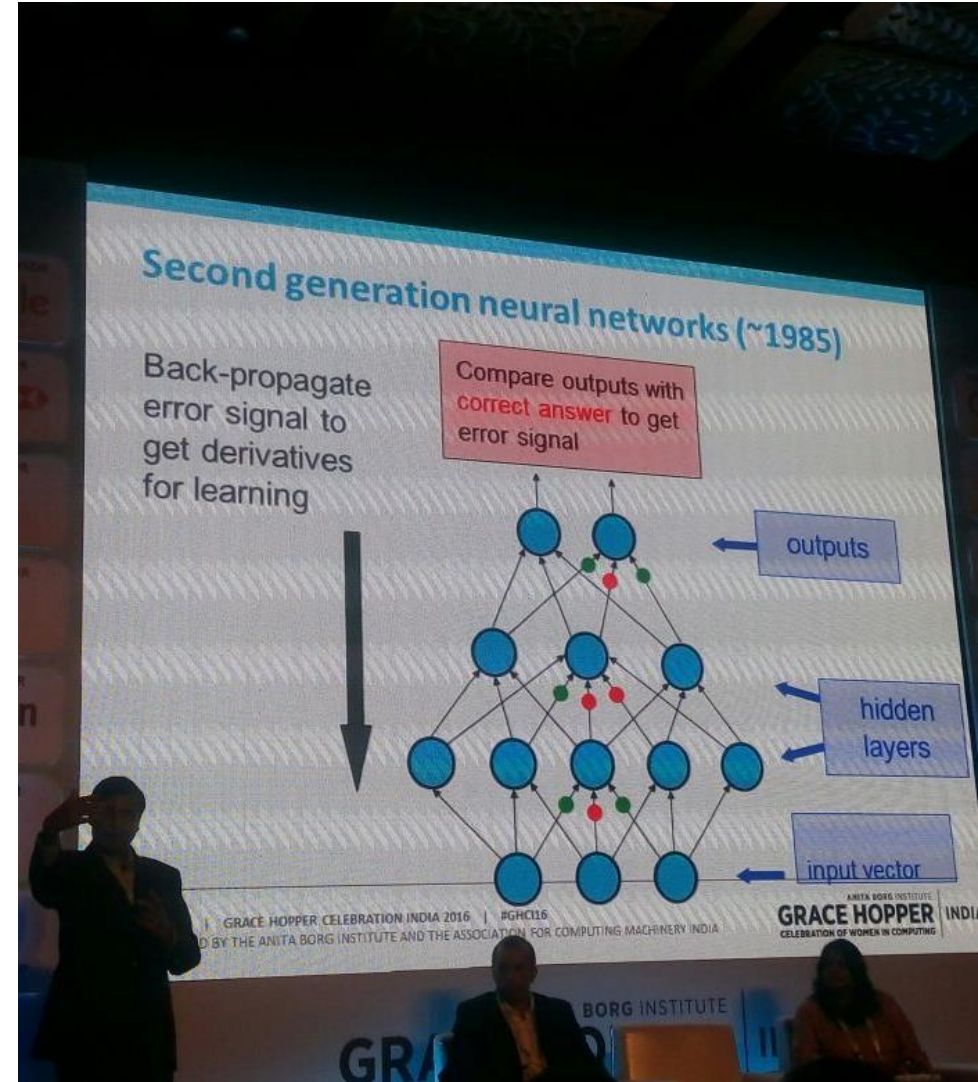 Second generation neural networks (~1985)
Back-propagate
error signal to
get derivatives
for learning
Compare outputs with
correct answer to get
error signal
outputs
hidden
layers
input vector
| GRACE HOPPER CELEBRATION INDIA 2016 | #GHCI16
BY THE ANITA BORG INSTITUTE AND THE ASSOCIATION FOR COMPUTING MACHINERY INDIA
ANITA BORG INSTITUTE
GRACE HOPPER
CELEBRATION OF WOMEN IN COMPUTING
BORG INSTITUTE